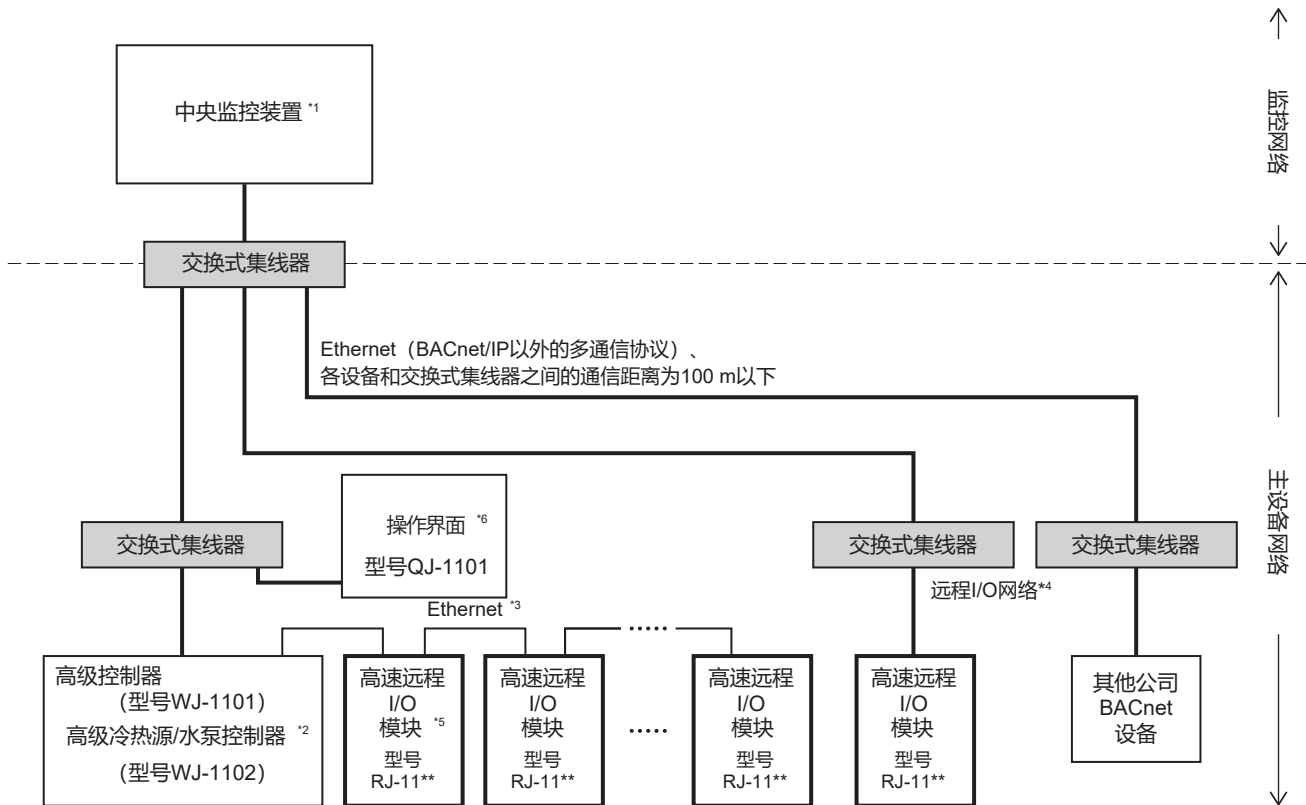 中央监控装置 *1
监控网络
交换式集线器
Ethernet（BACnet/IP以外的多通信协议）、
各设备和交换式集线器之间的通信距离为100 m以下
主设备网络
操作界面 *6
型号QJ-1101
交换式集线器
交换式集线器
交换式集线器
远程I/O网络*4
Ethernet *3
高级控制器
(型号WJ-1101)
高级冷热源/水泵控制器 *2
(型号WJ-1102)
高速远程
I/O
模块 *5
型号
RJ-11**
高速远程
I/O
模块
型号
RJ-11**
高速远程
I/O
模块
型号
RJ-11**
高速远程
I/O
模块
型号
RJ-11**
其他公司
BACnet
设备